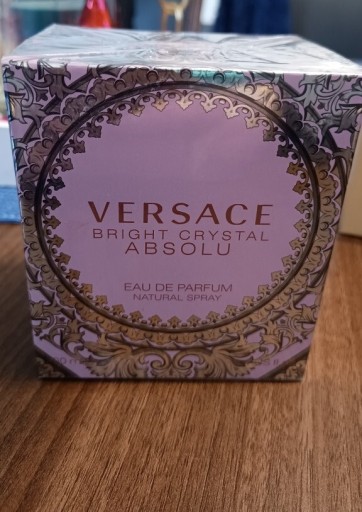 VERSACE
BRIGHT CRYSTAL
ABSOLU
EAU DE PARFUM
NATURAL SPRAY